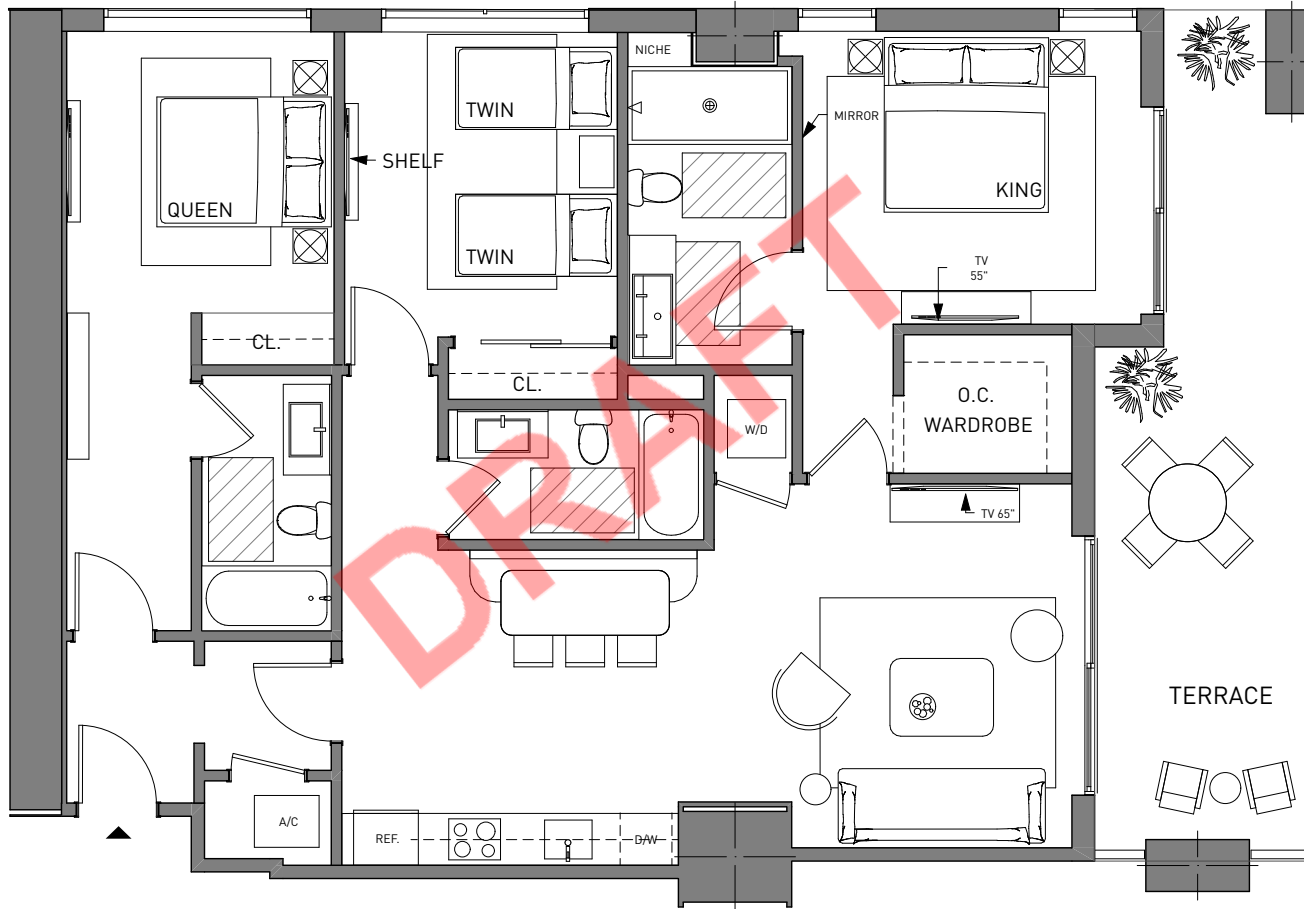 NICHE
TWIN
MIRROR
SHELF
KING
QUEEN
TWIN
TV
55"
CL.
CL.
O.C.
WARDROBE
W/D
TV 65"
DRAFT
TERRACE
A/C
REF.
D/W